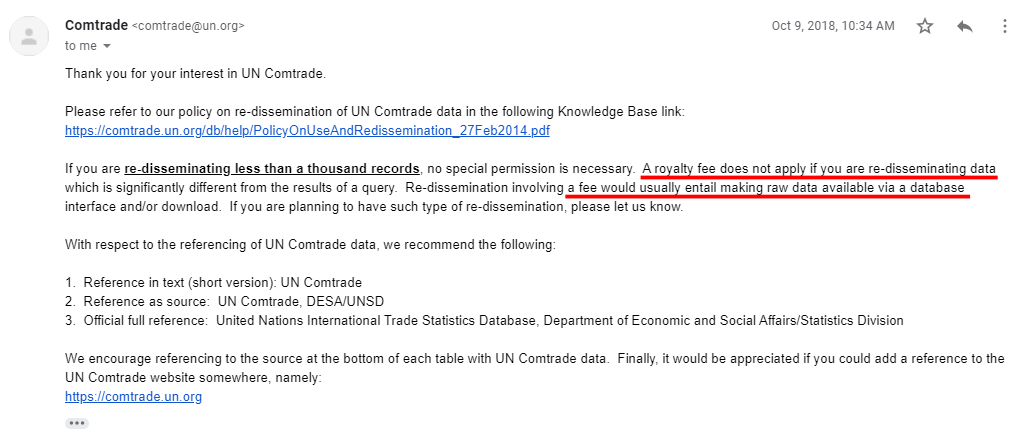 Comtrade <comtrade@un.org>
Oct 9, 2018, 10:34 AM
to me
Thank you for your interest in UN Comtrade.
Please refer to our policy on re-dissemination of UN Comtrade data in the following Knowledge Base link:
https://comtrade.un.org/db/help/PolicyOnUseAndRedissemination_27Feb2014.pdf
If you are re-disseminating less than a thousand records, no special permission is necessary.  A royalty fee does not apply if you are re-disseminating data
which is significantly different from the results of a query.  Re-dissemination involving a fee would usually entail making raw data available via a database
interface and/or download.  If you are planning to have such type of re-dissemination, please let us know.
With respect to the referencing of UN Comtrade data, we recommend the following:
1.  Reference in text (short version): UN Comtrade
2.  Reference as source:  UN Comtrade, DESA/UNSD
3.  Official full reference:  United Nations International Trade Statistics Database, Department of Economic and Social Affairs/Statistics Division
We encourage referencing to the source at the bottom of each table with UN Comtrade data.  Finally, it would be appreciated if you could add a reference to the
UN Comtrade website somewhere, namely:
https://comtrade.un.org